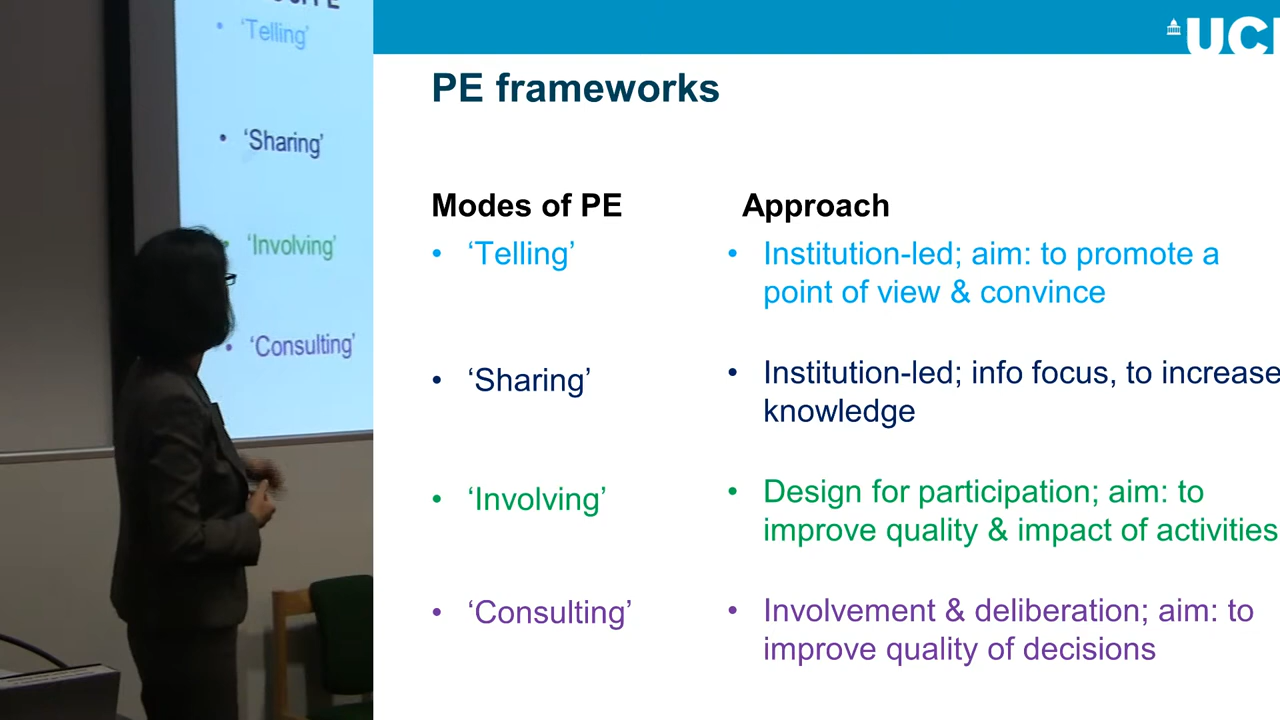 'Telling'
• 'Sharing'
'Involving'
'Consulting'
UCL
PE frameworks
Modes of PE
Approach
• 'Telling'
• Institution-led; aim: to promote a
point of view & convince
• 'Sharing'
• Institution-led; info focus, to increase
knowledge
• 'Involving'
• Design for participation; aim: to
improve quality & impact of activities
• 'Consulting'
• Involvement & deliberation; aim: to
improve quality of decisions